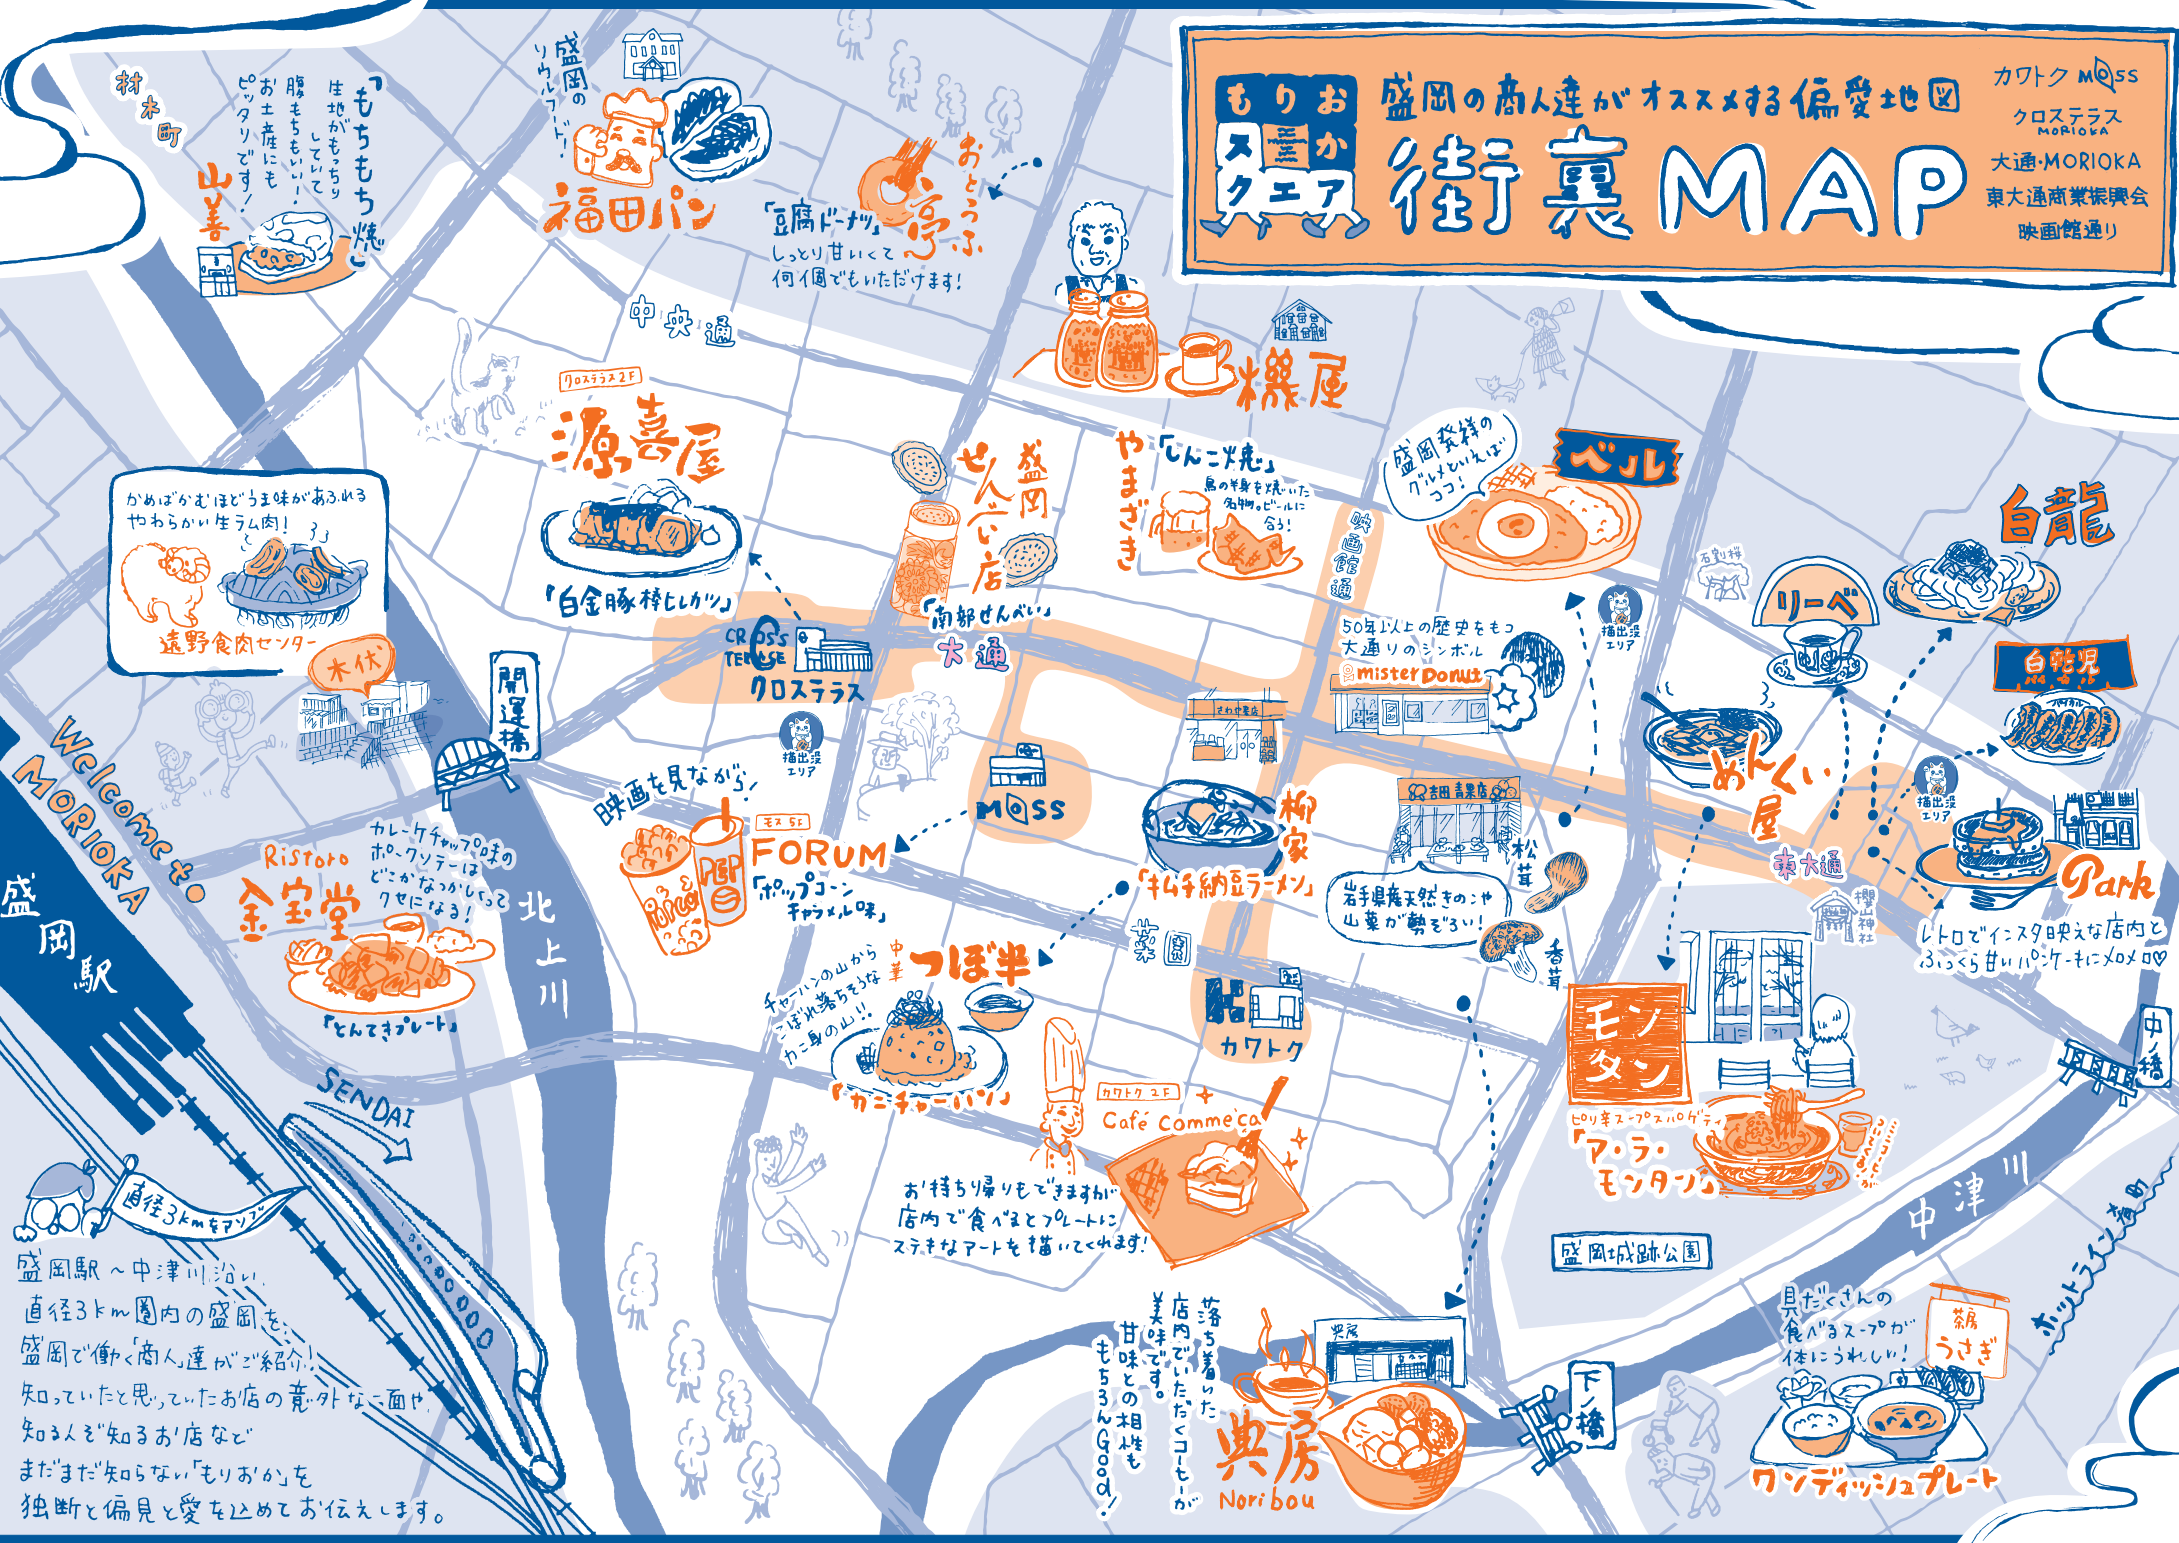 もりおか
スクエア
盛岡の商人達がオススメする偏愛地図
街裏MAP
カワトク MOSS
クロステラス
MORIOKA
大通・MORIOKA
東大通商業振興会
映画館通り
材木町
「もちもち焼」
生地がもっちり
していて
腹もちもいい!
お土産にも
ピッタリです!
山善
盛岡の
ソウルフード!
福田パン
おとうふ
亭
「豆腐ドーナツ」
しっとり甘いくて
何個でもいただけます!
中央通
機屋
クロステラス2F
源喜屋
「白金豚棒ヒレカツ」
盛岡
せんべい店
「南部せんべい」
大通
やまざき
「しんこ焼」
鳥の半身を焼いた
名物。ビールに
合う!
盛岡発祥の
グルメといえば
ココ!
ベル
映画館通
石割桜
猫出没
エリア
リーベ
白龍
白乾児
かめばかむほどうま味があふれる
やわらかい生ラム肉!
遠野食肉センター
木伏
開運橋
CROSS
TERRACE
クロステラス
猫出没
エリア
50年以上の歴史をもつ
大通りのシンボル
mister Donut
さわや書店
MOSS
柳家
「キムチ納豆ラーメン」
吉田青果店
岩手県産天然きのこや
山菜が勢ぞろい!
松茸
香茸
めんくい
屋
東大通
櫻山神社
猫出没
エリア
Park
レトロでインスタ映えな店内と
ふっくら甘いパンケーキにメロメロ♡
Welcome to
MORIOKA
盛岡駅
Ristoro
金宝堂
カレーケチャップ味の
ポークソテーは
どこかなつかしくって
クセになる!
「とんてきプレート」
北上川
映画を見ながら!
PEP
モス5F
FORUM
「ポップコーン
キャラメル味」
中華
つぼ半
チャーハンの山から
こぼれ落ちそうな
カニ身の山!!
「カニチャーハン」
菜園
カワトク
カワトク2F
Café Comme ca
お持ち帰りもできますが
店内で食べるとプレートに
ステキなアートを描いてくれます!
モン
タン
ピリ辛スープスパゲティ
「ア・ラ・
モンタン」
中ノ橋
中津川
盛岡城跡公園
ホットライン肴町
SENDAI
直径3kmをアソブ
盛岡駅〜中津川沿い、
直径3km圏内の盛岡を、
盛岡で働く「商人」達がご紹介!
知っていたと思っていたお店の意外な一面や、
知る人ぞ知るお店など
まだまだ知らない「もりおか」を
独断と偏見と愛を込めてお伝えします。
落ち着いた
店内でいただくコーヒーが
美味です。
甘味との相性も
もちろんGood!
典房
典房
Noribou
下ノ橋
具だくさんの
食べるスープが
体にうれしい!
茶房
うさぎ
ワンディッシュプレート